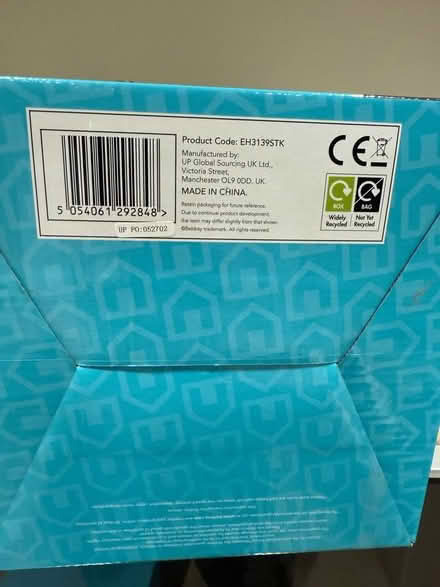 Product Code: EH3139STK
Manufactured by:
UP Global Sourcing UK Ltd.,
Victoria Street,
Manchester OL9 0DD. UK.
MADE IN CHINA.
Retain packaging for future reference.
Due to continue product development,
the item may differ slightly from that shown.
©Beldray. All rights reserved.
5 054061 292848 >
UP PO:052702
CE
BOX
Widely
Recycled
BAG
Not Yet
Recycled